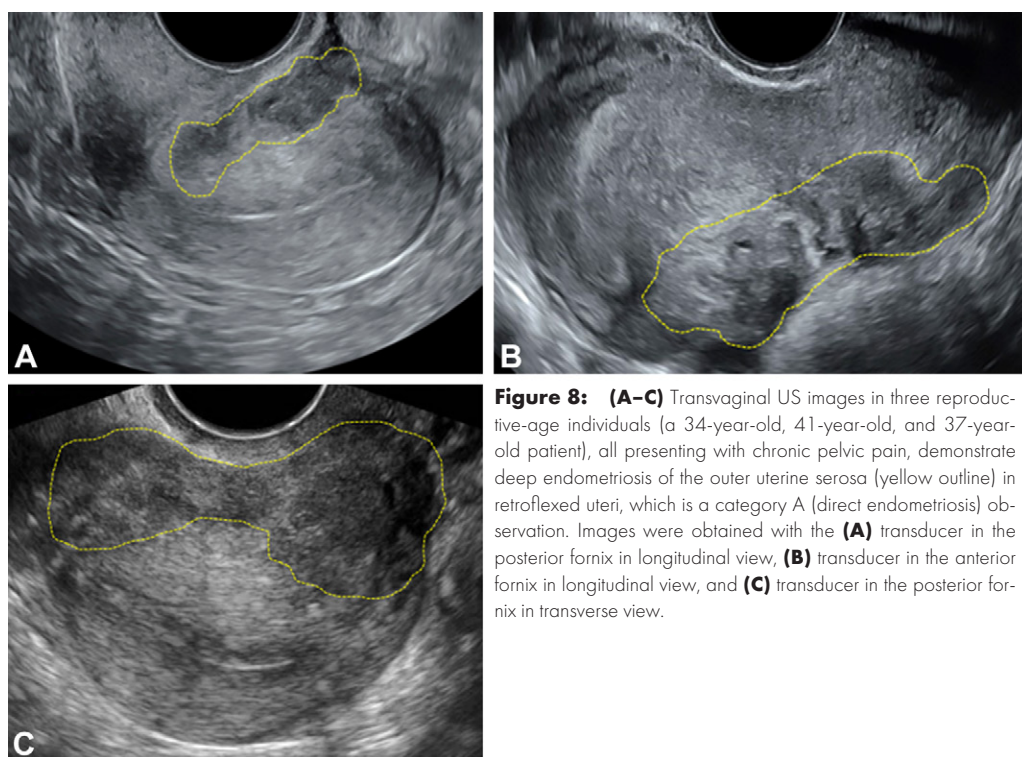 A
B
C
Figure 8: (A–C) Transvaginal US images in three reproduc-
tive-age individuals (a 34-year-old, 41-year-old, and 37-year-
old patient), all presenting with chronic pelvic pain, demonstrate
deep endometriosis of the outer uterine serosa (yellow outline) in
retroflexed uteri, which is a category A (direct endometriosis) ob-
servation. Images were obtained with the (A) transducer in the
posterior fornix in longitudinal view, (B) transducer in the anterior
fornix in longitudinal view, and (C) transducer in the posterior for-
nix in transverse view.